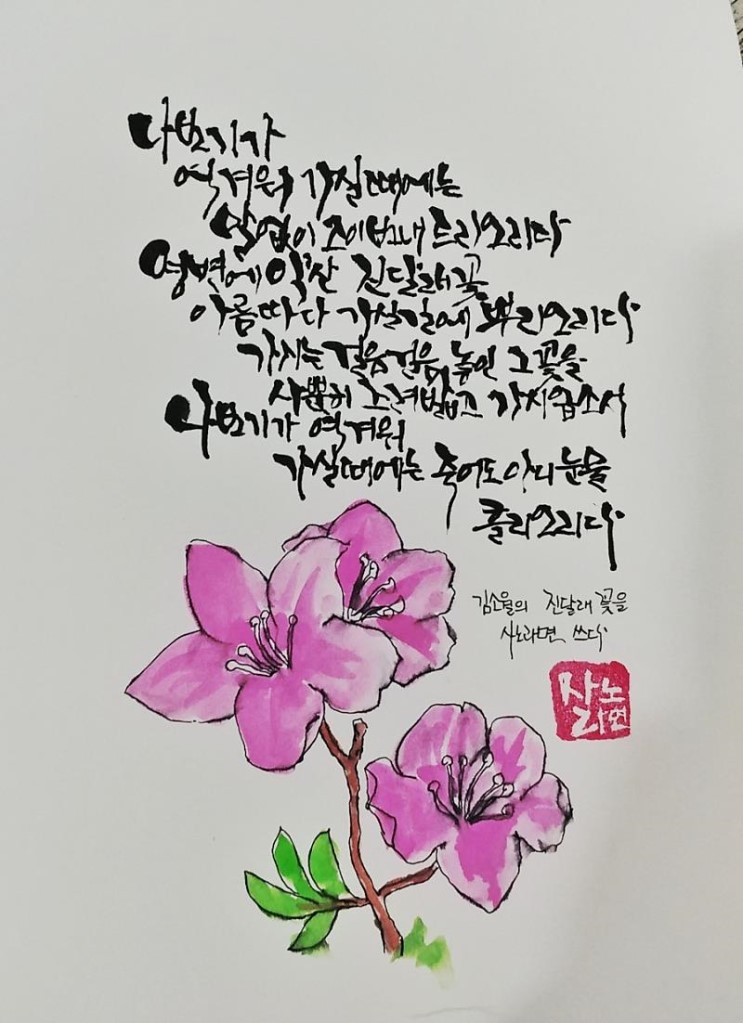 나보기가
역겨워 가실때에는
말없이 고이보내 드리오리다
영변에 약산 진달래꽃
아름따다 가실길에 뿌리오리다
가시는 걸음걸음 놓인 그꽃을
사뿐히 즈려밟고 가시옵소서
나보기가 역겨워
가실때에는 죽어도 아니 눈물
흘리오리다
김소월의 진달래꽃을
사노라면 쓰다
사노
라면